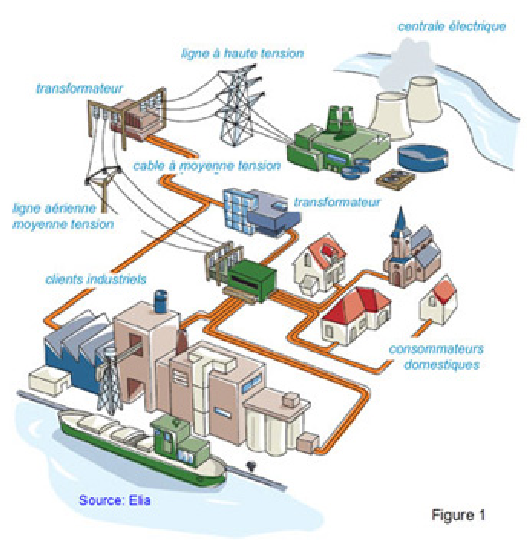 centrale électrique
ligne à haute tension
transformateur
cable à moyenne tension
ligne aérienne
moyenne tension
transformateur
clients industriels
consommateurs
domestiques
Source: Elia
Figure 1